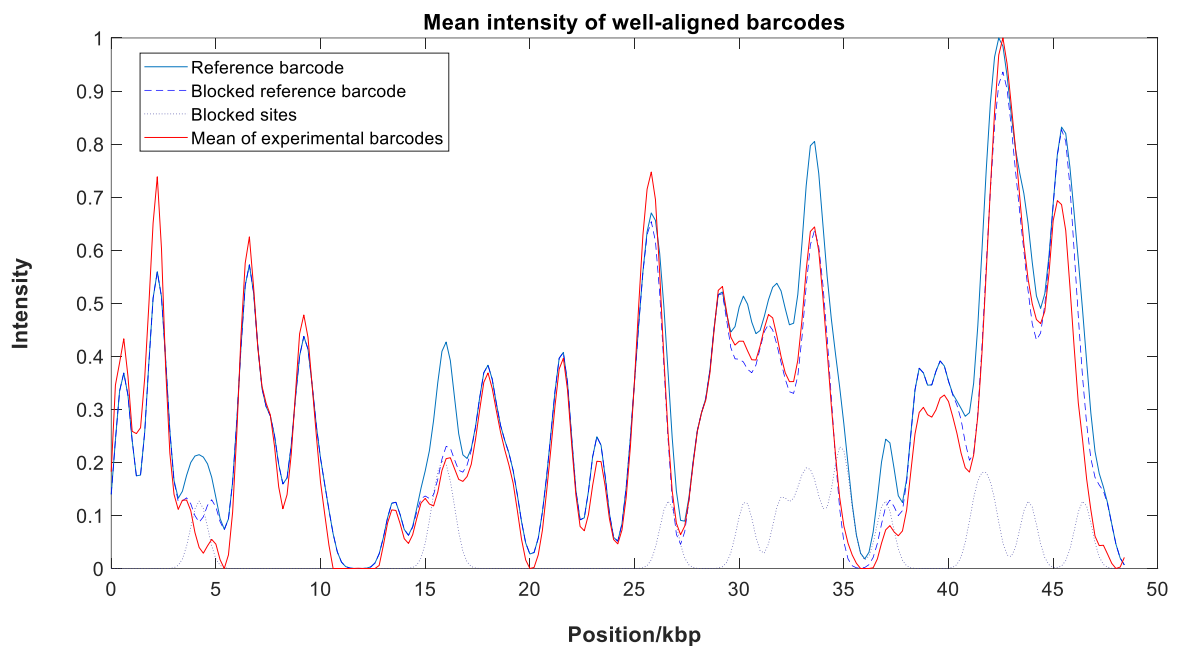 Mean intensity of well-aligned barcodes
Reference barcode
Blocked reference barcode
Blocked sites
Mean of experimental barcodes
Intensity
1
0.9
0.8
0.7
0.6
0.5
0.4
0.3
0.2
0.1
0
0 5 10 15 20 25 30 35 40 45 50
Position/kbp